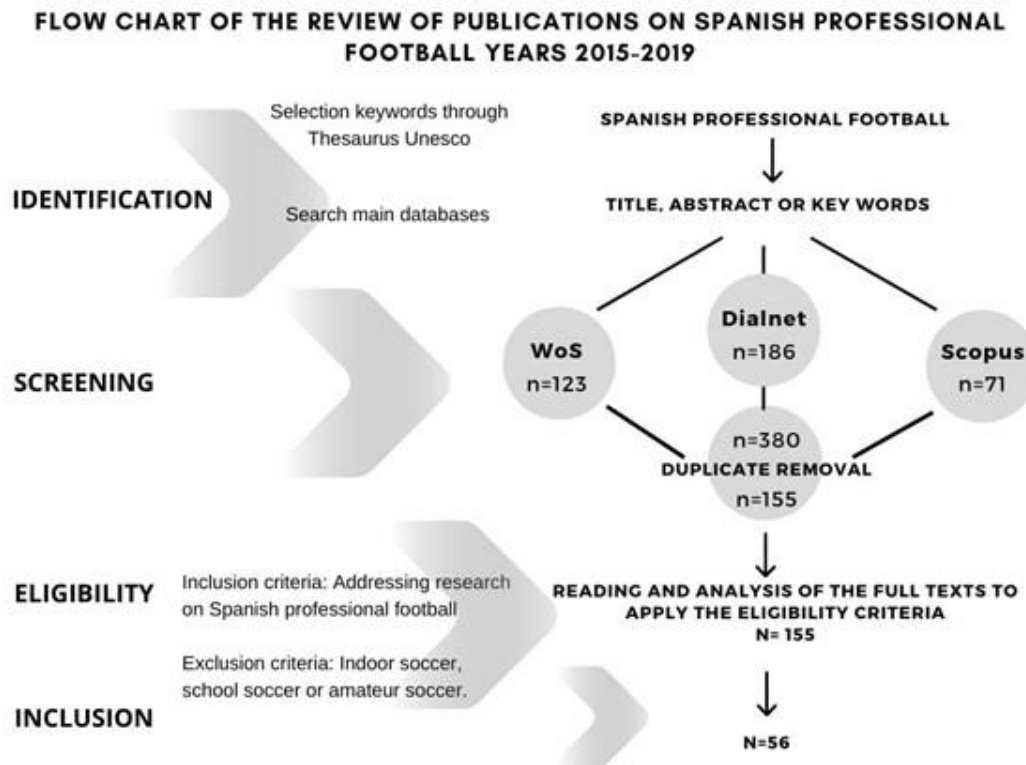 FLOW CHART OF THE REVIEW OF PUBLICATIONS ON SPANISH PROFESSIONAL
FOOTBALL YEARS 2015-2019
IDENTIFICATION
Selection keywords through
Thesaurus Unesco
Search main databases
SPANISH PROFESSIONAL FOOTBALL
TITLE, ABSTRACT OR KEY WORDS
SCREENING
WoS
n=123
Dialnet
n=186
Scopus
n=71
n=380
DUPLICATE REMOVAL
n=155
ELIGIBILITY
Inclusion criteria: Addressing research
on Spanish professional football
READING AND ANALYSIS OF THE FULL TEXTS TO
APPLY THE ELIGIBILITY CRITERIA
N= 155
Exclusion criteria: Indoor soccer,
school soccer or amateur soccer.
INCLUSION
N=56